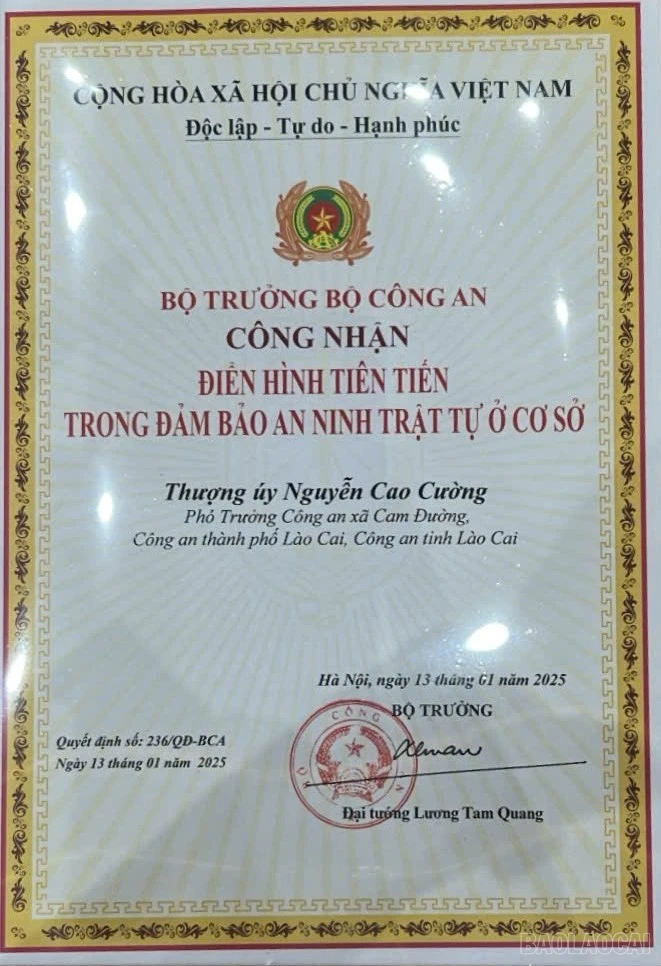 CỘNG HÒA XÃ HỘI CHỦ NGHĨA VIỆT NAM
Độc lập - Tự do - Hạnh phúc
BỘ TRƯỞNG BỘ CÔNG AN
CÔNG NHẬN
ĐIỂN HÌNH TIÊN TIẾN
TRONG ĐẢM BẢO AN NINH TRẬT TỰ Ở CƠ SỞ
Thượng úy Nguyễn Cao Cường
Phó Trưởng Công an xã Cam Đường,
Công an thành phố Lào Cai, Công an tỉnh Lào Cai
Hà Nội, ngày 13 tháng 01 năm 2025
BỘ TRƯỞNG
Quyết định số: 236/QĐ-BCA
Ngày 13 tháng 01 năm 2025
BỘ CÔNG AN
Đại tướng Lương Tam Quang
BAOLAOCAI